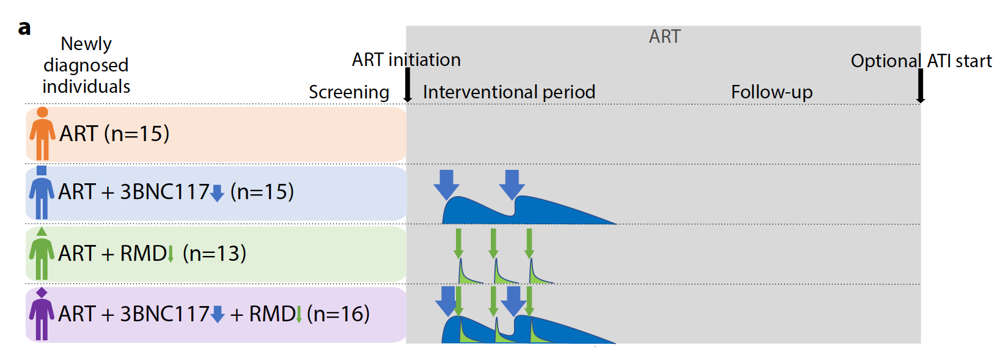 a
Newly
diagnosed
individuals
Screening
ART initiation
ART
Interventional period
Follow-up
Optional ATI start
ART (n=15)
ART + 3BNC117 (n=15)
ART + RMD (n=13)
ART + 3BNC117 + RMD (n=16)